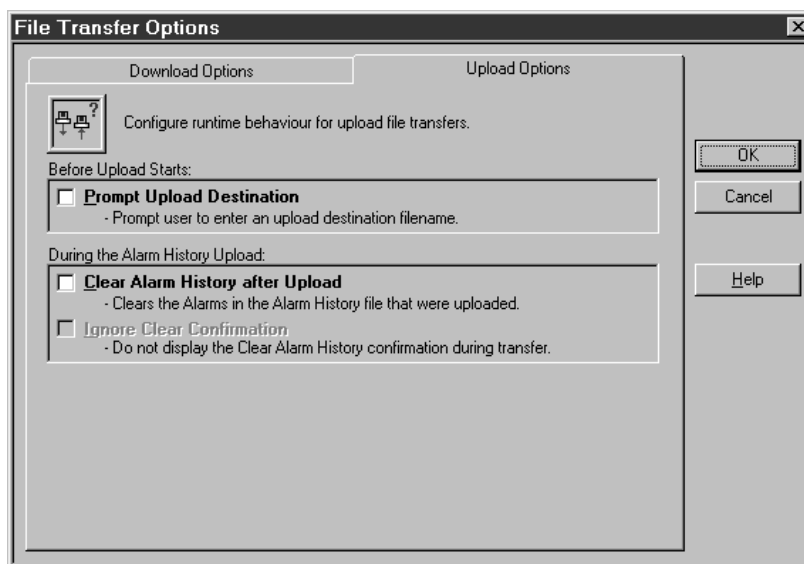 File Transfer Options
Download Options
Upload Options
?
Configure runtime behaviour for upload file transfers.
Before Upload Starts:
Prompt Upload Destination
- Prompt user to enter an upload destination filename.
During the Alarm History Upload:
Clear Alarm History after Upload
- Clears the Alarms in the Alarm History file that were uploaded.
Ignore Clear Confirmation
- Do not display the Clear Alarm History confirmation during transfer.
OK
Cancel
Help